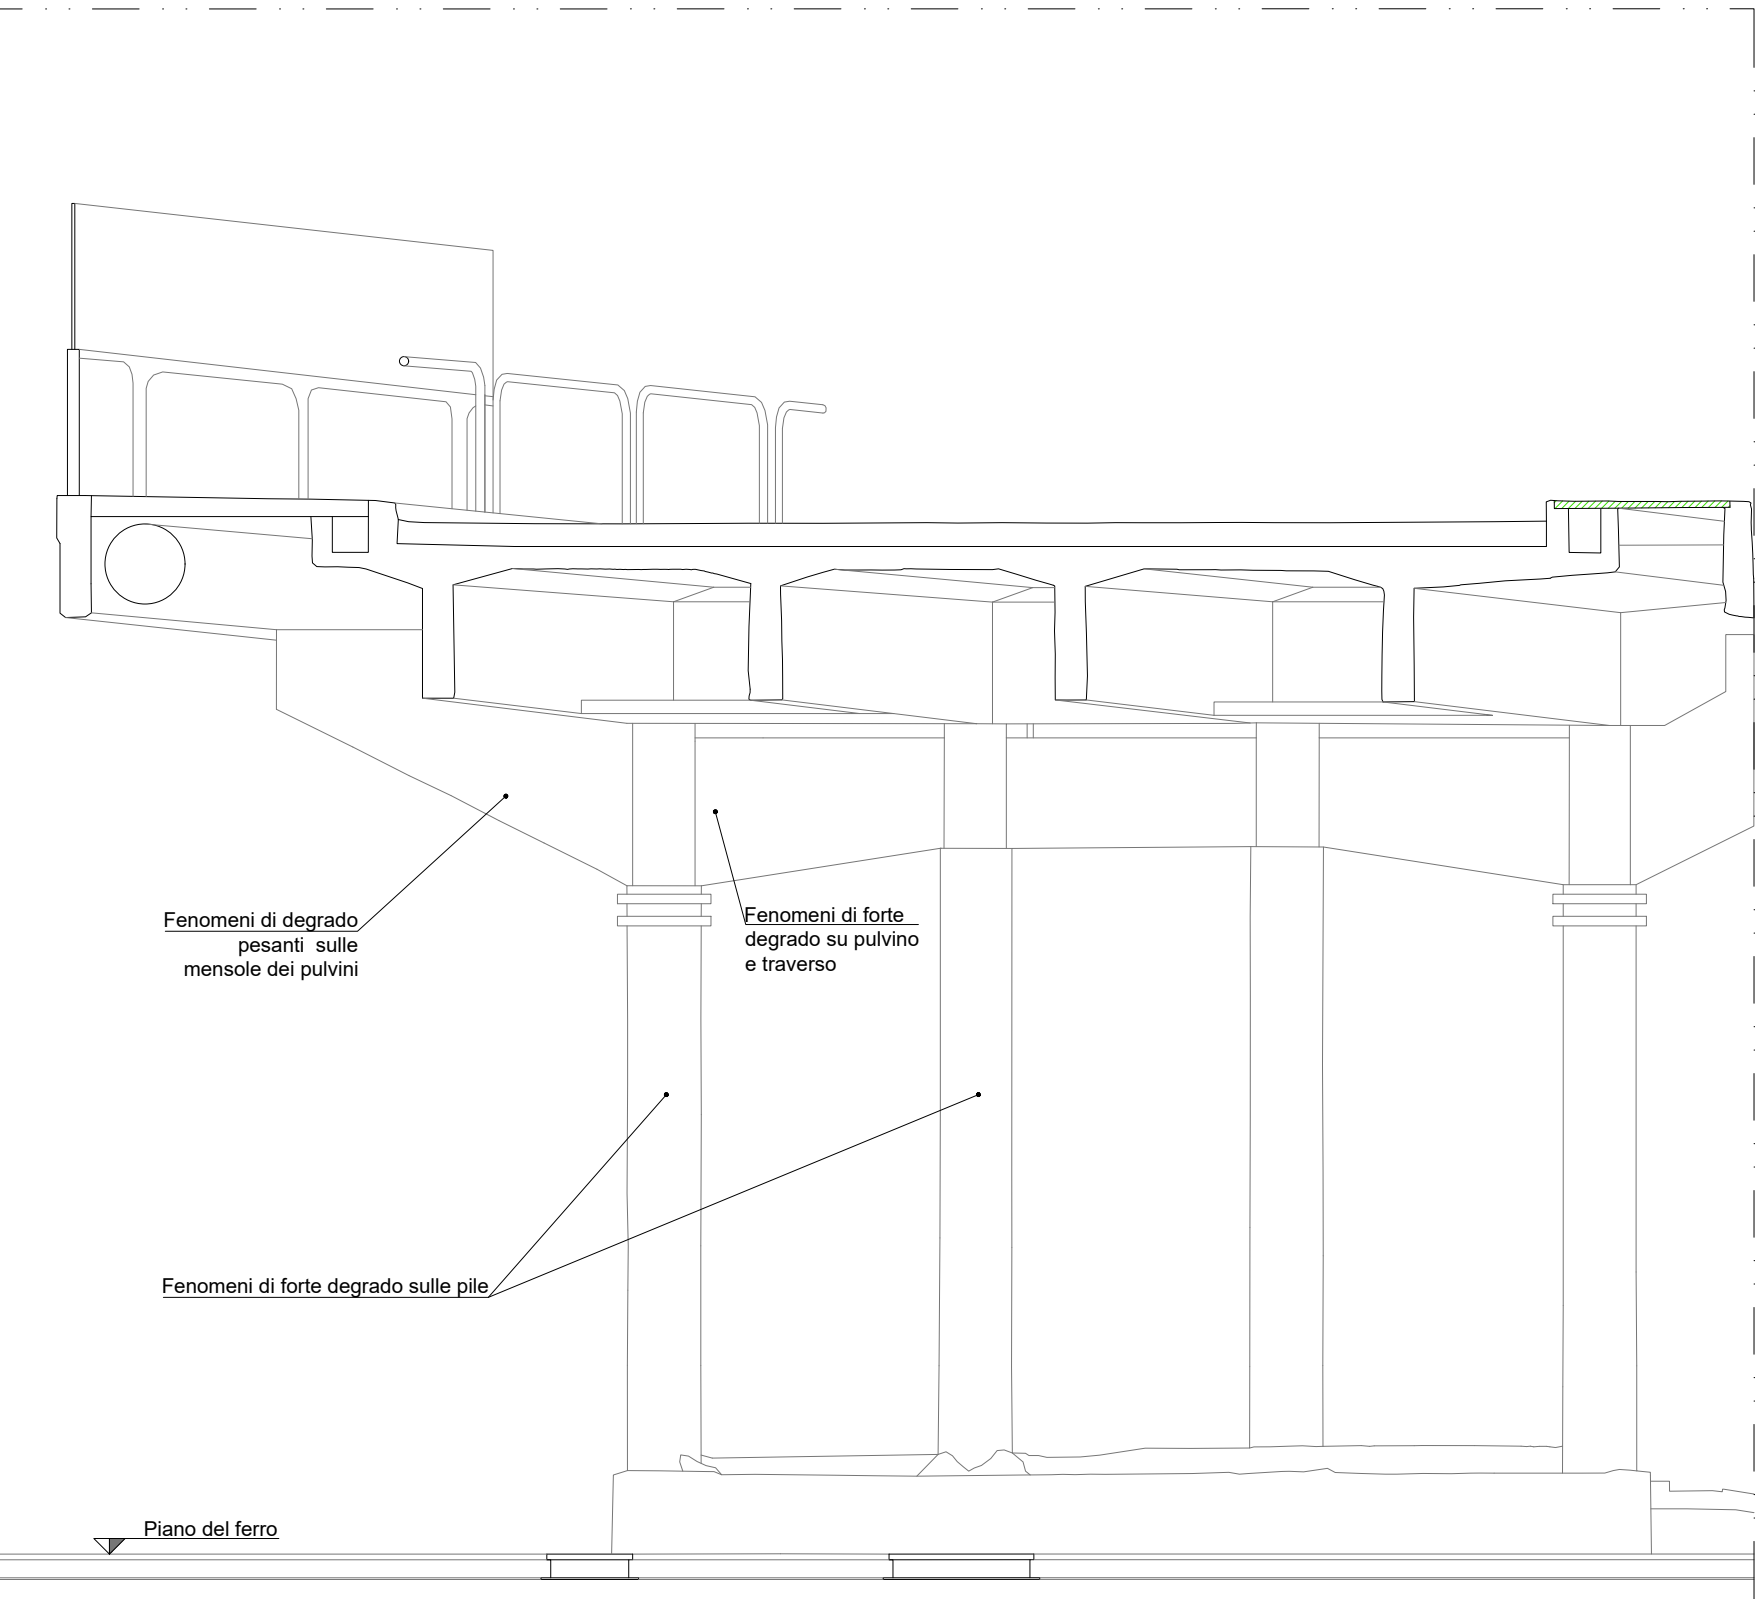 Fenomeni di degrado
pesanti  sulle
mensole dei pulvini
Fenomeni di forte
degrado su pulvino
e traverso
Fenomeni di forte degrado sulle pile
Piano del ferro